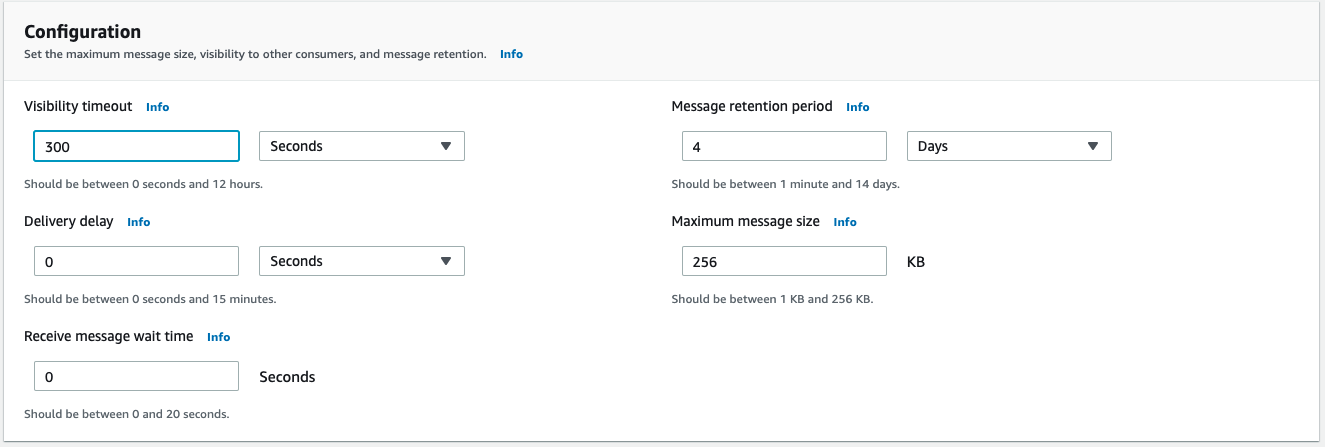 Configuration
Set the maximum message size, visibility to other consumers, and message retention. Info
Visibility timeout Info
300 Seconds
Should be between 0 seconds and 12 hours.
Message retention period Info
4 Days
Should be between 1 minute and 14 days.
Delivery delay Info
0 Seconds
Should be between 0 seconds and 15 minutes.
Maximum message size Info
256 KB
Should be between 1 KB and 256 KB.
Receive message wait time Info
0 Seconds
Should be between 0 and 20 seconds.